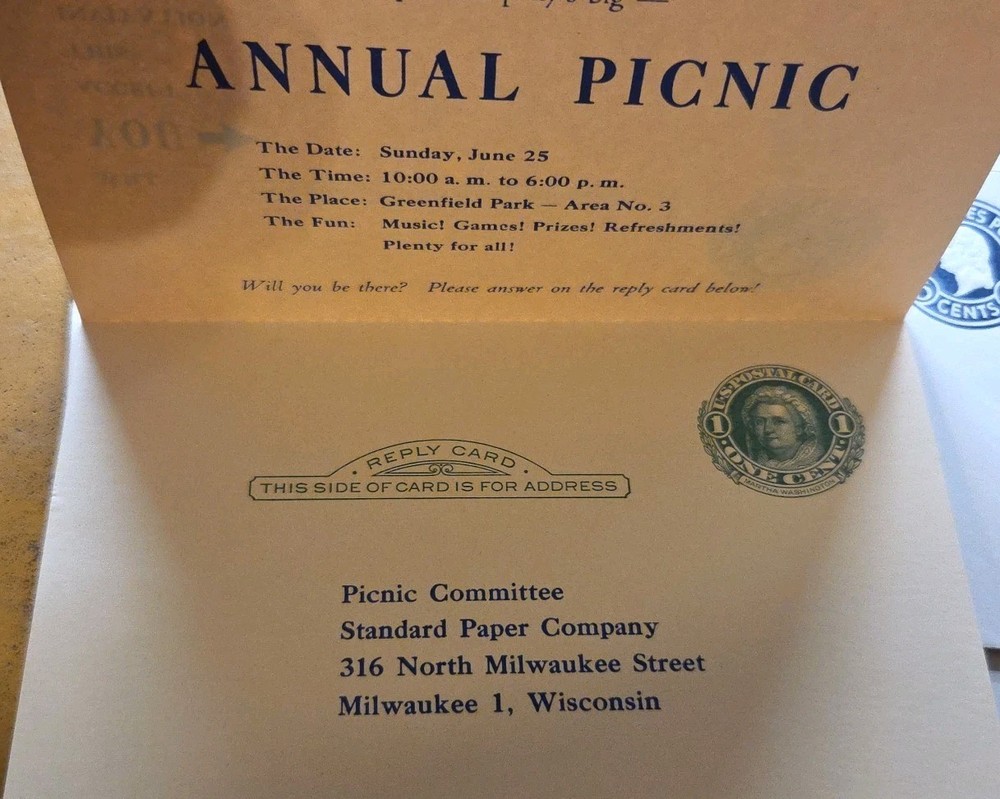 ANNUAL PICNIC
The Date: Sunday, June 25
The Time: 10:00 a. m. to 6:00 p. m.
The Place: Greenfield Park — Area No. 3
The Fun: Music! Games! Prizes! Refreshments!
Plenty for all!
Will you be there? Please answer on the reply card below!
CENTS
U.S. POSTAL CARD
1 1
ONE CENT
MARTHA WASHINGTON
REPLY CARD
THIS SIDE OF CARD IS FOR ADDRESS
Picnic Committee
Standard Paper Company
316 North Milwaukee Street
Milwaukee 1, Wisconsin